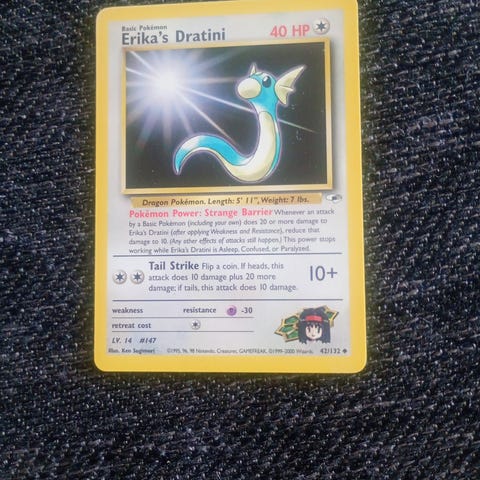 Basic Pokémon
Erika's Dratini 40 HP
Dragon Pokémon. Length: 5' 11", Weight: 7 lbs.
Pokémon Power: Strange Barrier Whenever an attack
by a Basic Pokémon (including your own) does 20 or more damage to
Erika's Dratini (after applying Weakness and Resistance), reduce that
damage to 10. (Any other effects of attacks still happen.) This power stops
working while Erika's Dratini is Asleep, Confused, or Paralyzed.
Tail Strike Flip a coin. If heads, this
attack does 10 damage plus 20 more
damage; if tails, this attack does 10 damage.
10+
weakness resistance -30
retreat cost
LV. 14 #147
Illus. Ken Sugimori ©1995, 96, 98 Nintendo, Creatures, GAMEFREAK. ©1999-2000 Wizards. 42/132